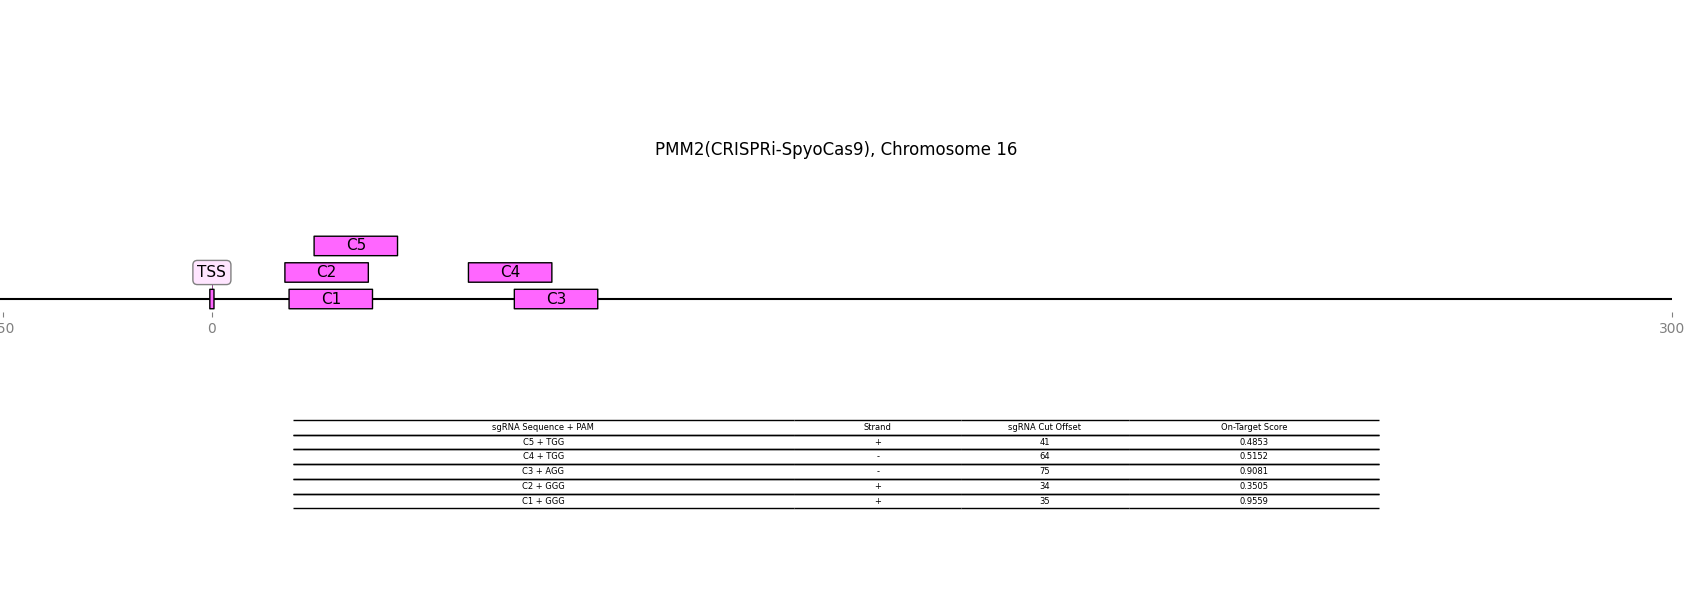 PMM2(CRISPRi-SpyoCas9), Chromosome 16
C5
TSS C2 C4
C1 C3
50 0 300
sgRNA Sequence + PAM Strand sgRNA Cut Offset On-Target Score
C5 + TGG + 41 0.4853
C4 + TGG - 64 0.5152
C3 + AGG - 75 0.9081
C2 + GGG + 34 0.3505
C1 + GGG + 35 0.9559